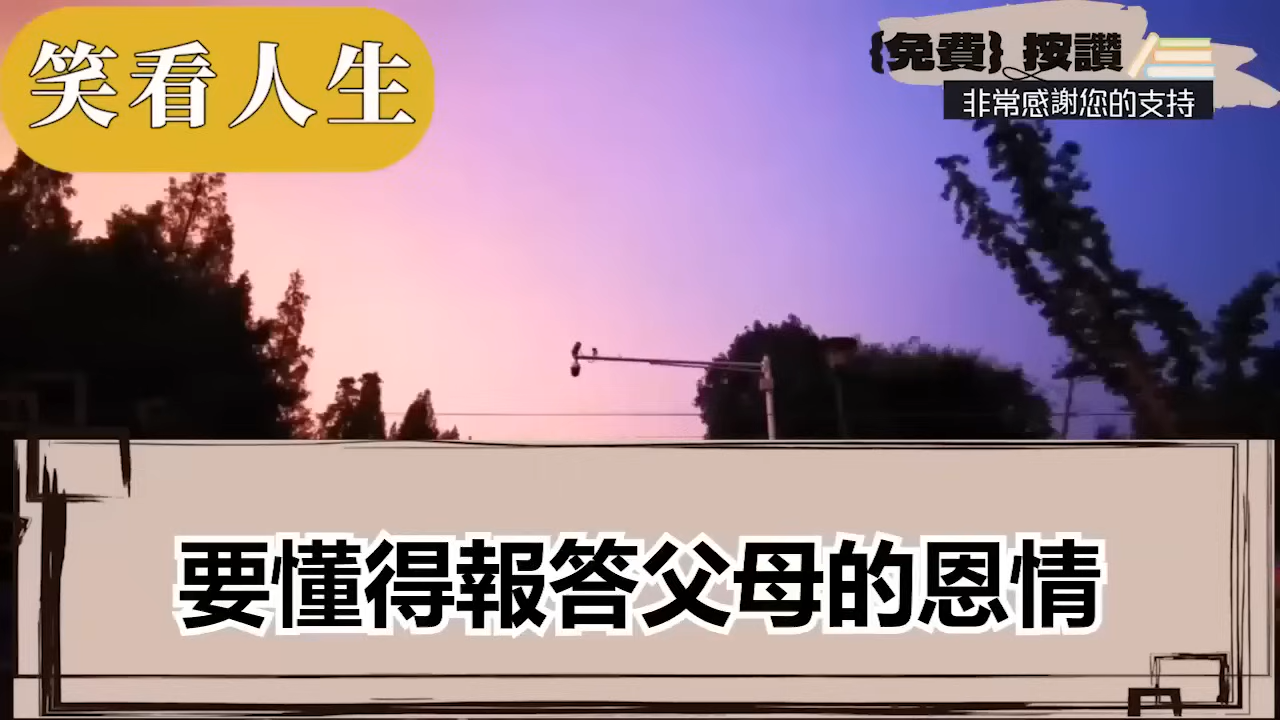 笑看人生
{免費} 按讚
非常感謝您的支持
要懂得報答父母的恩情